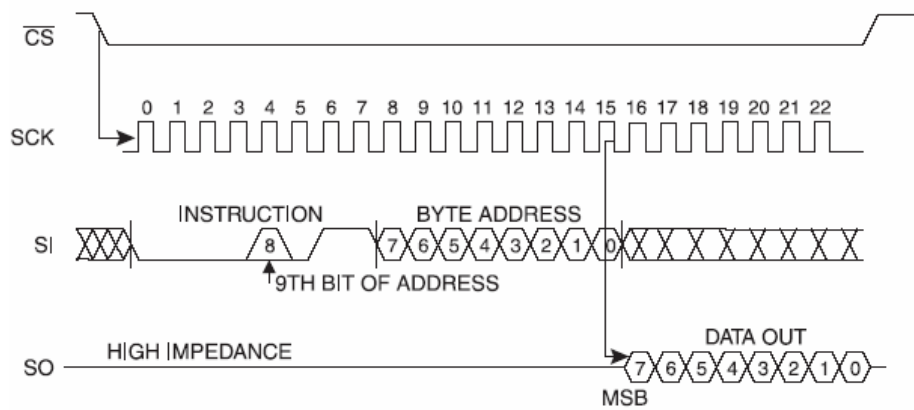 CS
0 1 2 3 4 5 6 7 8 9 10 11 12 13 14 15 16 17 18 19 20 21 22
SCK
INSTRUCTION BYTE ADDRESS
SI 8 7 6 5 4 3 2 1 0
9TH BIT OF ADDRESS
HIGH IMPEDANCE DATA OUT
SO 7 6 5 4 3 2 1 0
MSB